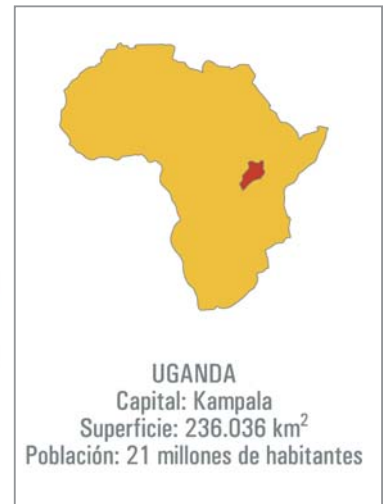 UGANDA
Capital: Kampala
Superficie: 236.036 km²
Población: 21 millones de habitantes